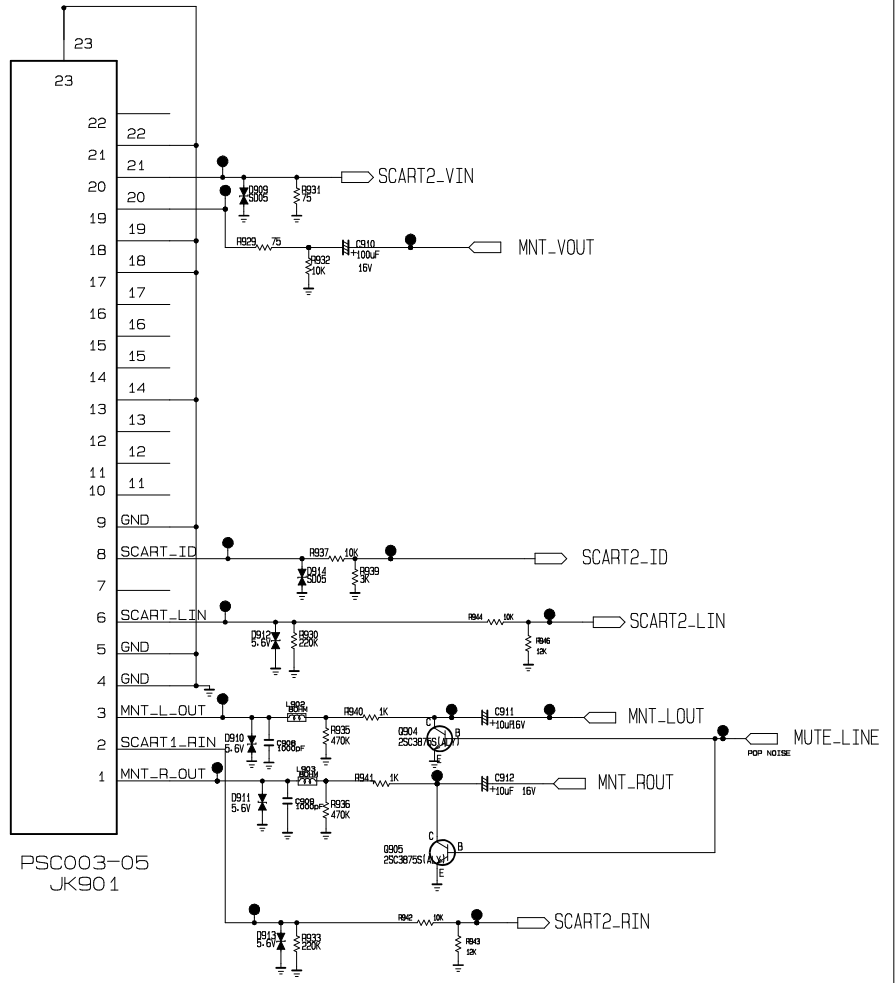 23
23
22
22
21
21
20
20
19
19
18
18
17
17
16
16
15
15
14
14
13
13
12
12
11
11
10
9 GND
8 SCART_ID
7
6 SCART_LIN
5 GND
4 GND
3 MNT_L_OUT
2 SCART1_RIN
1 MNT_R_OUT
PSC003-05
JK901
D909
SD05
R931
75
SCART2_VIN
R929 75
R932
10K
C910
+100uF
16V
MNT_VOUT
R937 10K
D914
SD05
R939
3K
SCART2_ID
D912
5.6V
R930
220K
R944 10K
R946
12K
SCART2_LIN
D910
5.6V
C908
1000pF
L902
R935
470K
R940 1K
Q904
C
B
E
C911
+10uF16V
MNT_LOUT
MUTE_LINE
POP NOISE
D911
5.6V
C909
1000pF
L903
R936
470K
R941 1K
C912
+10uF 16V
MNT_ROUT
Q905
2SC3875S(ALY)
C
B
E
D913
5.6V
R933
220K
R942 10K
R943
12K
SCART2_RIN